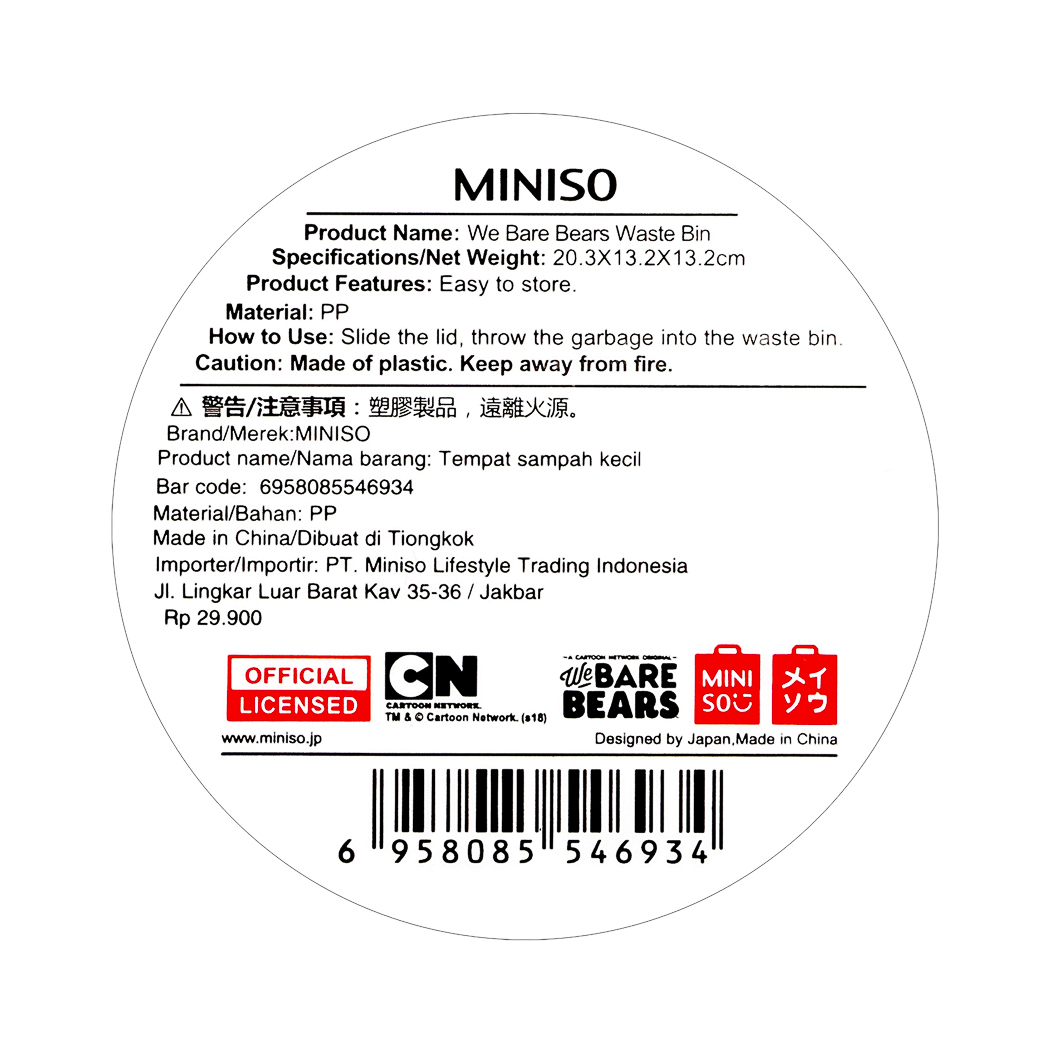 MINISO
Product Name: We Bare Bears Waste Bin
Specifications/Net Weight: 20.3X13.2X13.2cm
Product Features: Easy to store.
Material: PP
How to Use: Slide the lid, throw the garbage into the waste bin.
Caution: Made of plastic. Keep away from fire.
⚠ 警告/注意事項：塑膠製品，遠離火源。
Brand/Merek:MINISO
Product name/Nama barang: Tempat sampah kecil
Bar code: 6958085546934
Material/Bahan: PP
Made in China/Dibuat di Tiongkok
Importer/Importir: PT. Miniso Lifestyle Trading Indonesia
Jl. Lingkar Luar Barat Kav 35-36 / Jakbar
Rp 29.900
OFFICIAL
LICENSED
CN
CARTOON NETWORK.
TM & © Cartoon Network. (s18)
-A CARTOON NETWORK ORIGINAL-
We BARE
BEARS
MINI
SO
メイ
ソウ
www.miniso.jp
Designed by Japan,Made in China
6 958085 546934